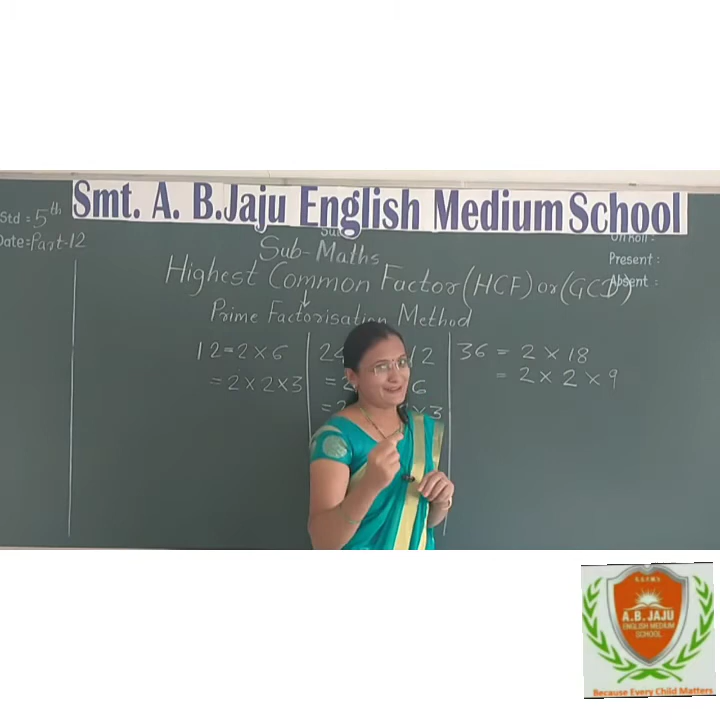 Smt. A. B.Jaju English Medium School
Std = 5th
Date=Part-12
Sub-Maths
Present :
Absent :
Highest Common Factor (HCF) or (GCD)
Prime Factorisation Method
12 = 2 × 6
= 2 × 2 × 3
36 = 2 × 18
= 2 × 2 × 9
A.B. JAJU
ENGLISH MEDIUM
SCHOOL
Because Every Child Matters